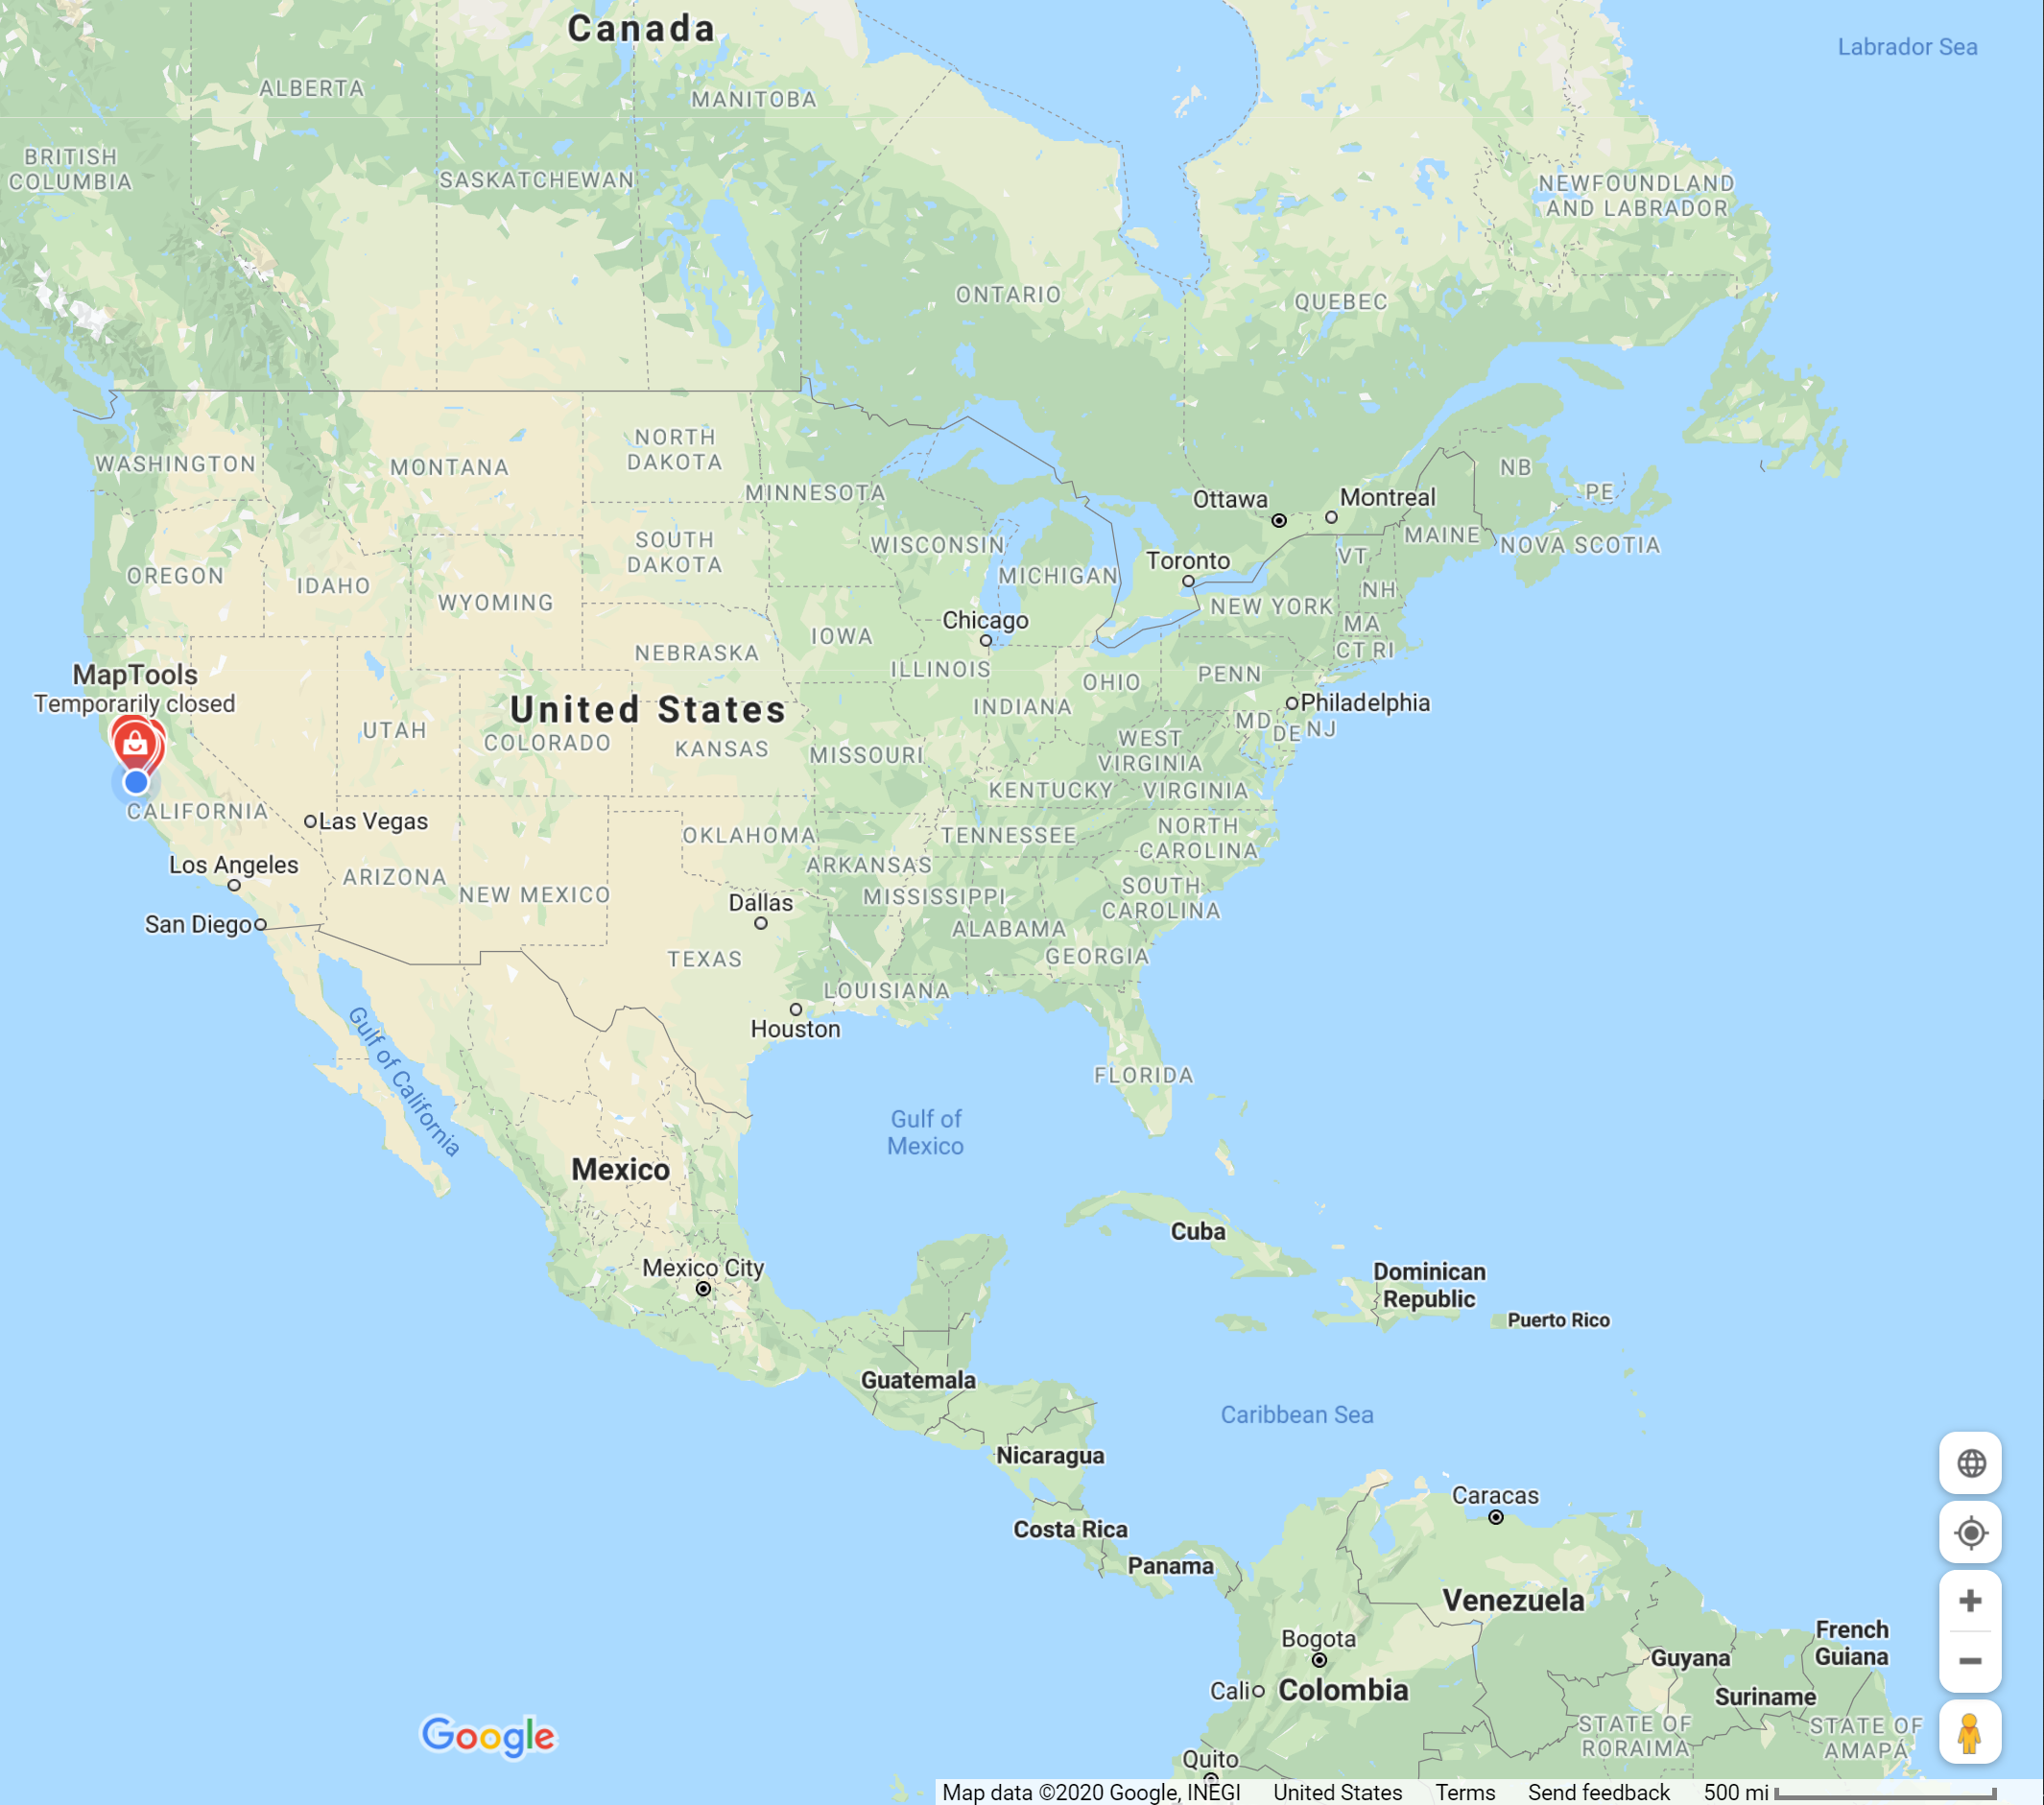 Canada
Labrador Sea
ALBERTA
MANITOBA
BRITISH
COLUMBIA
SASKATCHEWAN
NEWFOUNDLAND
AND LABRADOR
ONTARIO
QUEBEC
WASHINGTON
MONTANA
NORTH
DAKOTA
MINNESOTA
NB
PE
Ottawa
Montreal
MAINE
NOVA SCOTIA
SOUTH
DAKOTA
WISCONSIN
MICHIGAN
Toronto
VT
NH
OREGON
IDAHO
WYOMING
NEW YORK
MA
CT RI
Chicago
IOWA
NEBRASKA
ILLINOIS
INDIANA
OHIO
PENN
Philadelphia
MD
DE
NJ
MapTools
Temporarily closed
United States
UTAH
COLORADO
KANSAS
MISSOURI
WEST
VIRGINIA
KENTUCKY
VIRGINIA
CALIFORNIA
Las Vegas
OKLAHOMA
TENNESSEE
NORTH
CAROLINA
Los Angeles
ARIZONA
NEW MEXICO
ARKANSAS
MISSISSIPPI
SOUTH
CAROLINA
San Diego
Dallas
ALABAMA
TEXAS
GEORGIA
LOUISIANA
Houston
Gulf of California
FLORIDA
Gulf of
Mexico
Mexico
Cuba
Mexico City
Dominican
Republic
Puerto Rico
Guatemala
Caribbean Sea
Nicaragua
Caracas
Costa Rica
Panama
Venezuela
Bogota
French
Guiana
Guyana
Cali
Colombia
Suriname
STATE OF
RORAIMA
STATE OF
AMAPÁ
Google
Quito
Map data ©2020 Google, INEGI United States Terms Send feedback 500 mi